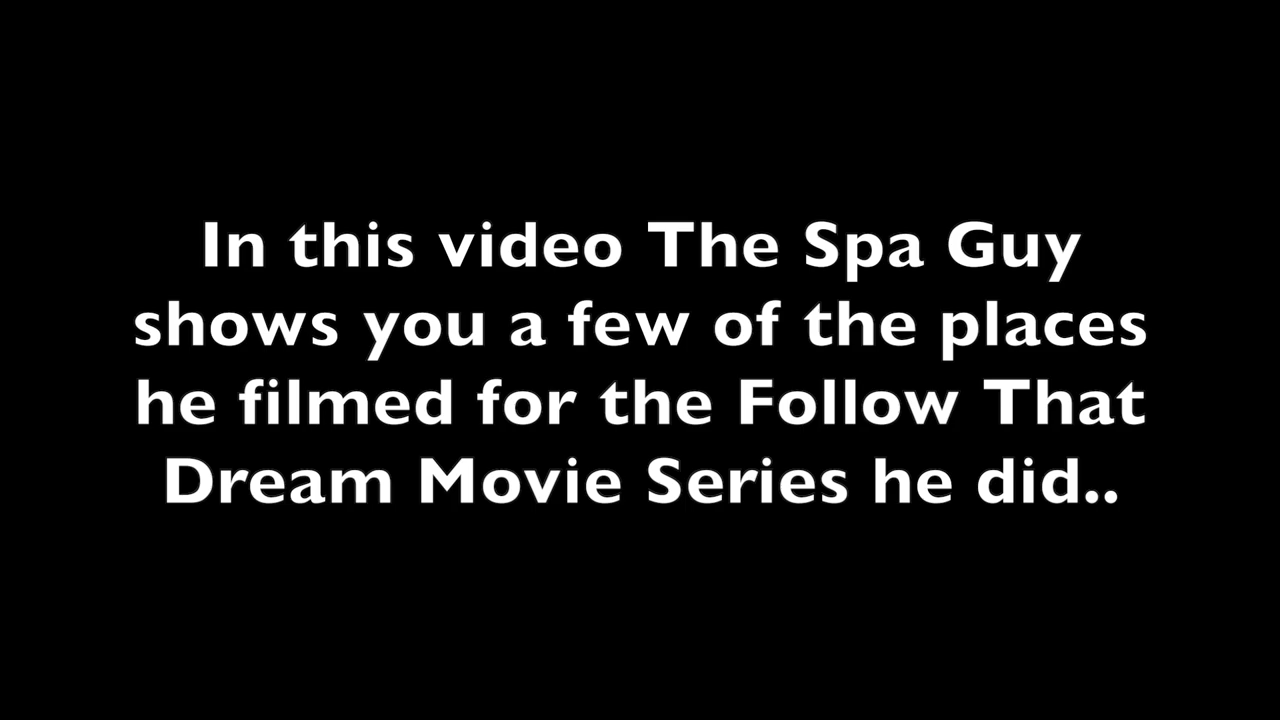 In this video The Spa Guy
shows you a few of the places
he filmed for the Follow That
Dream Movie Series he did..